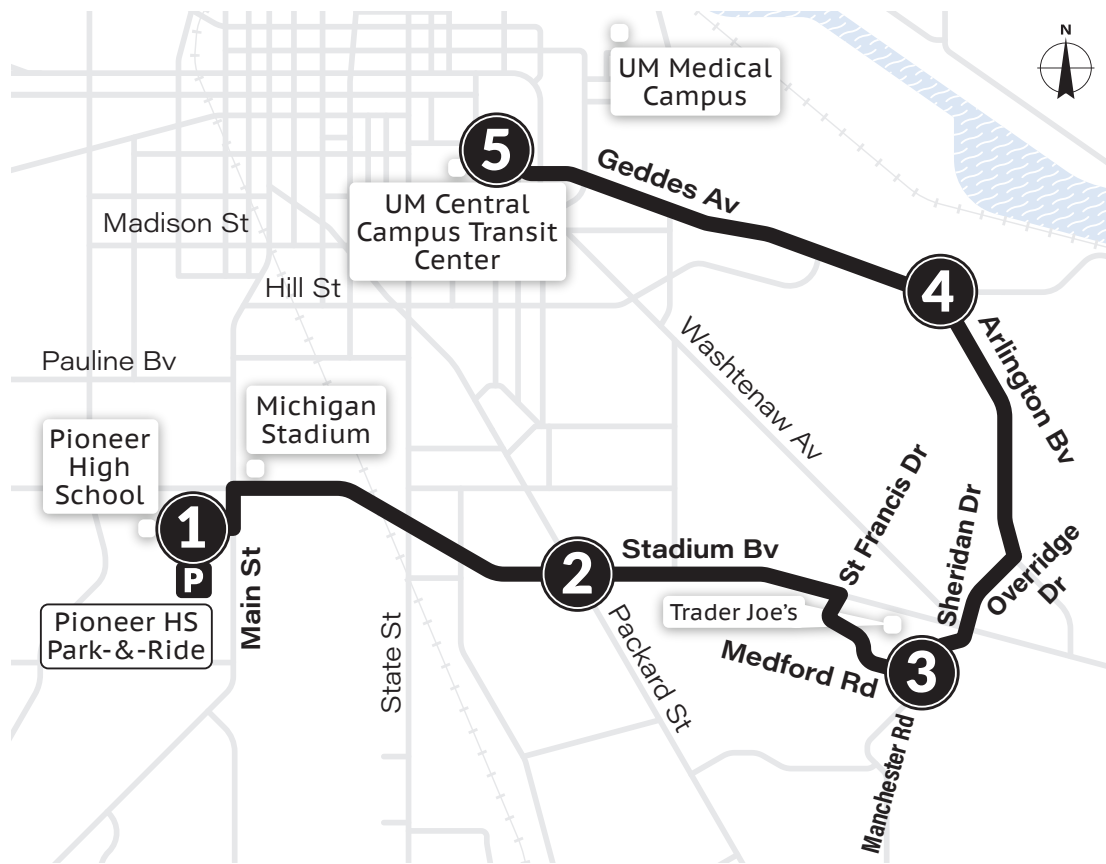 N
UM Medical
Campus
5
Geddes Av
UM Central
Campus Transit
Center
Madison St
Hill St
4
Arlington Bv
Washtenaw Av
Pauline Bv
Michigan
Stadium
Pioneer
High
School
1
P
Pioneer HS
Park-&-Ride
Main St
State St
2
Stadium Bv
Packard St
St Francis Dr
Sheridan Dr
Overridge
Dr
Trader Joe's
Medford Rd
3
Manchester Rd